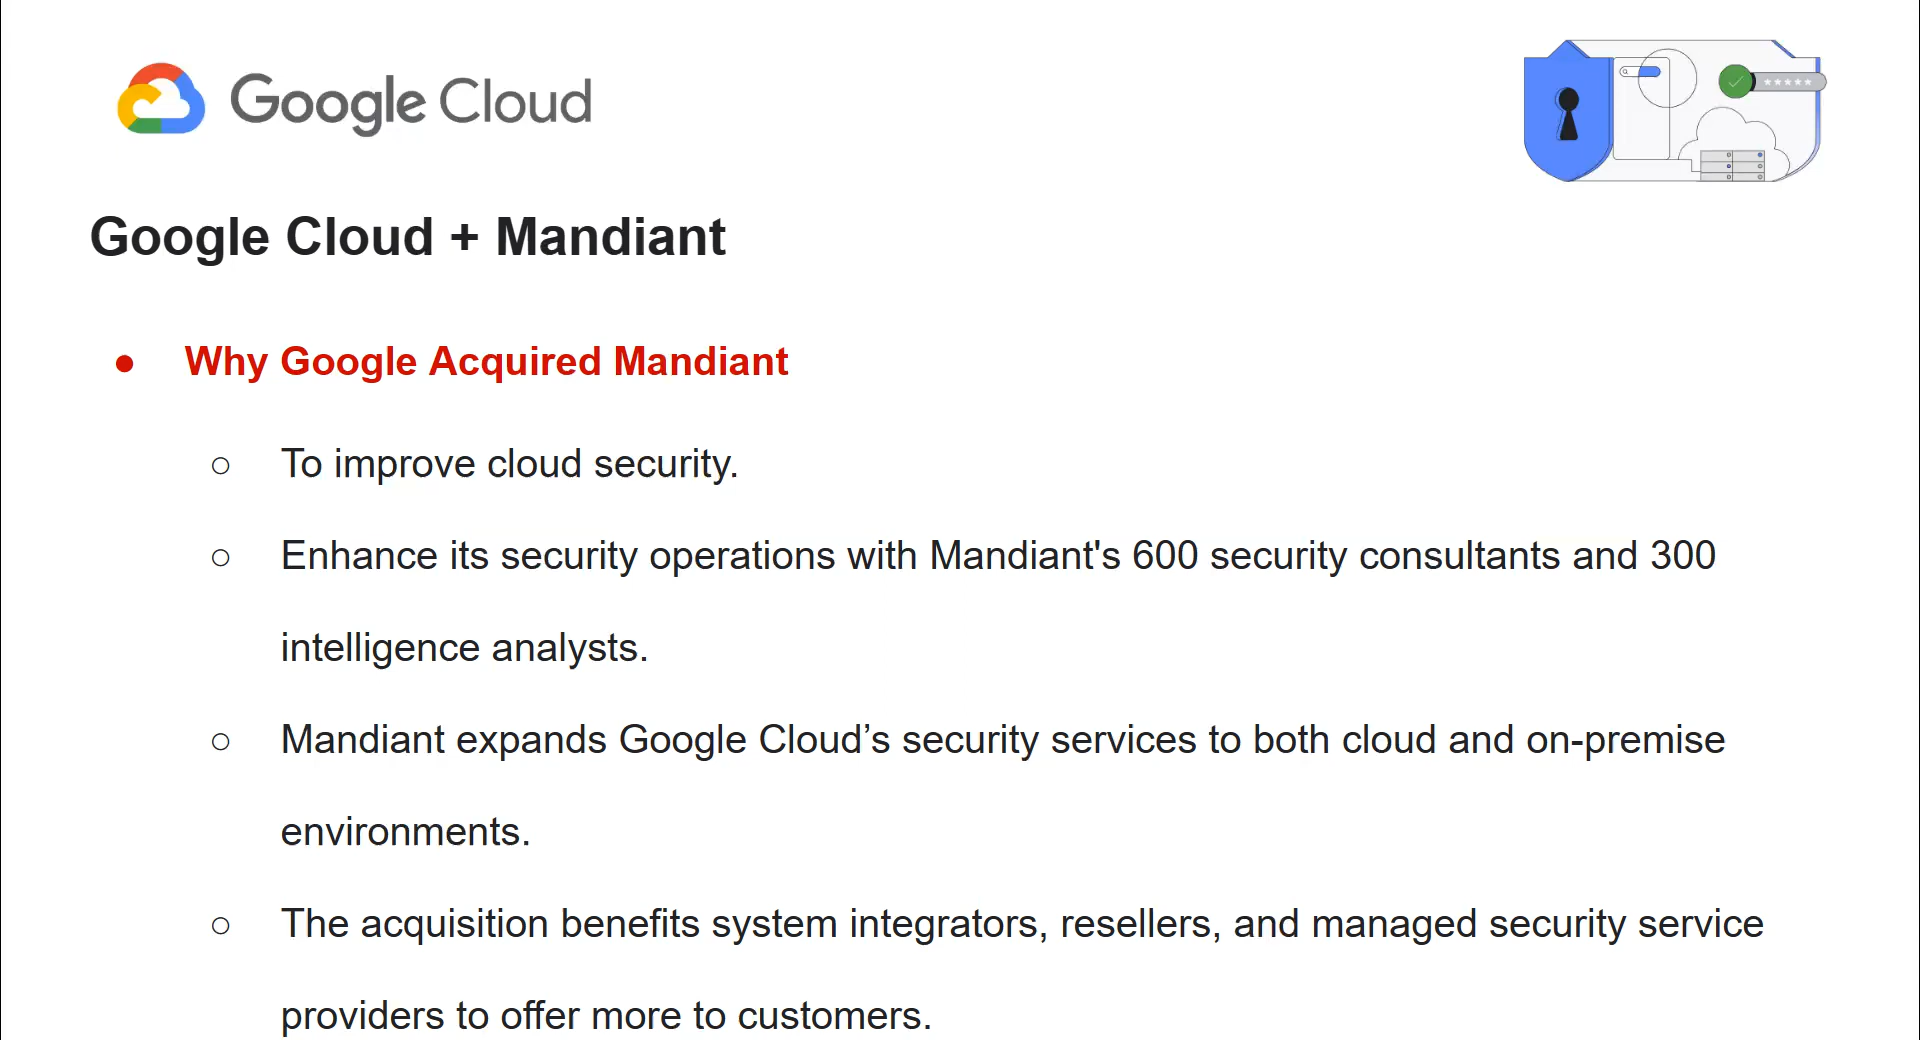 Google Cloud
Google Cloud + Mandiant
● Why Google Acquired Mandiant
○ To improve cloud security.
○ Enhance its security operations with Mandiant's 600 security consultants and 300
intelligence analysts.
○ Mandiant expands Google Cloud’s security services to both cloud and on-premise
environments.
○ The acquisition benefits system integrators, resellers, and managed security service
providers to offer more to customers.